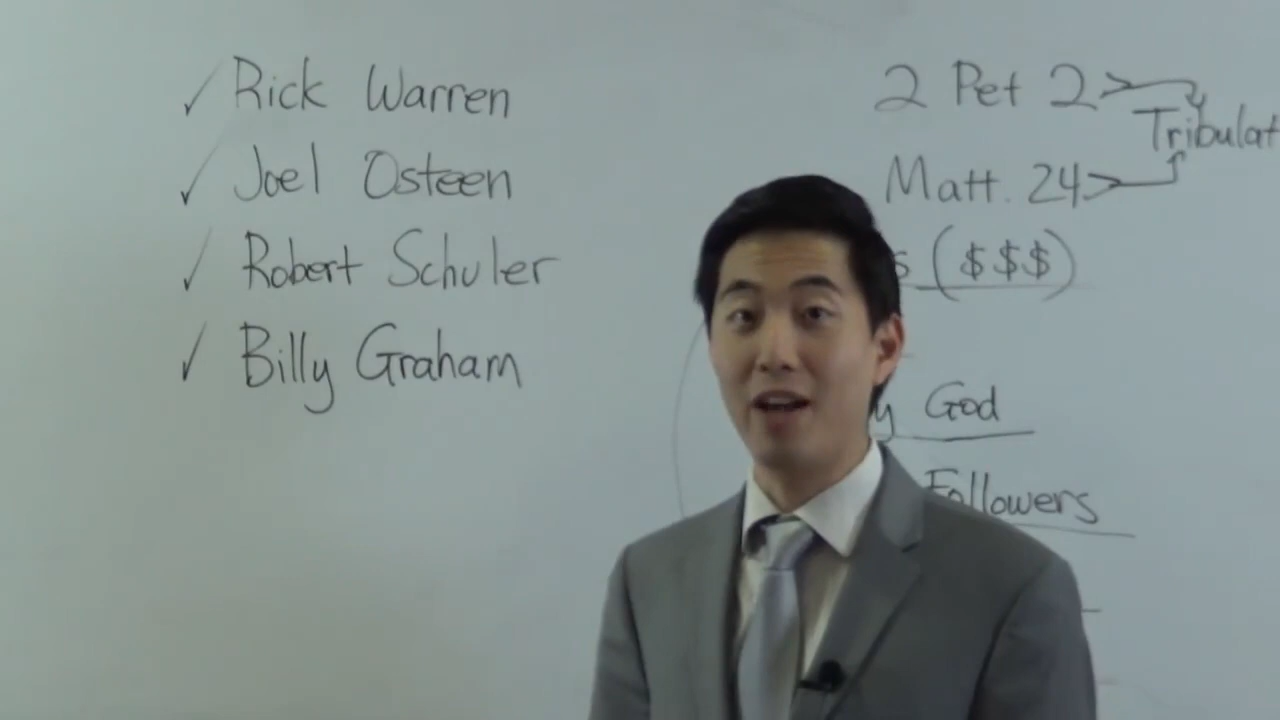 ✓ Rick Warren
✓ Joel Osteen
✓ Robert Schuler
✓ Billy Graham
2 Pet 2 >
Tribulat
Matt. 24 >
s ($$$)
y God
Followers